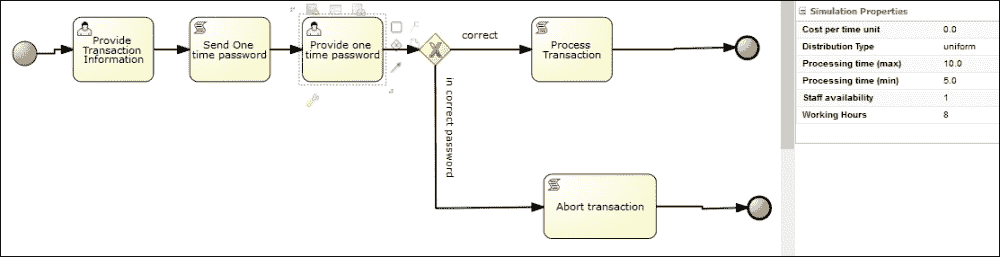 Provide
Transaction
Information
Send One
time password
Provide one
time password
X
correct
in correct password
Process
Transaction
Abort transaction
Simulation Properties
Cost per time unit 0.0
Distribution Type uniform
Processing time (max) 10.0
Processing time (min) 5.0
Staff availability 1
Working Hours 8